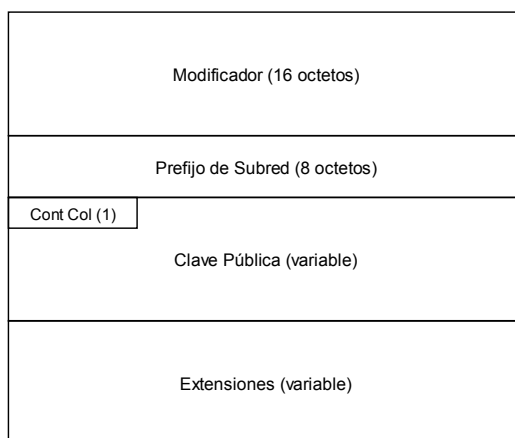 Modificador (16 octetos)
Prefijo de Subred (8 octetos)
Cont Col (1)
Clave Pública (variable)
Extensiones (variable)